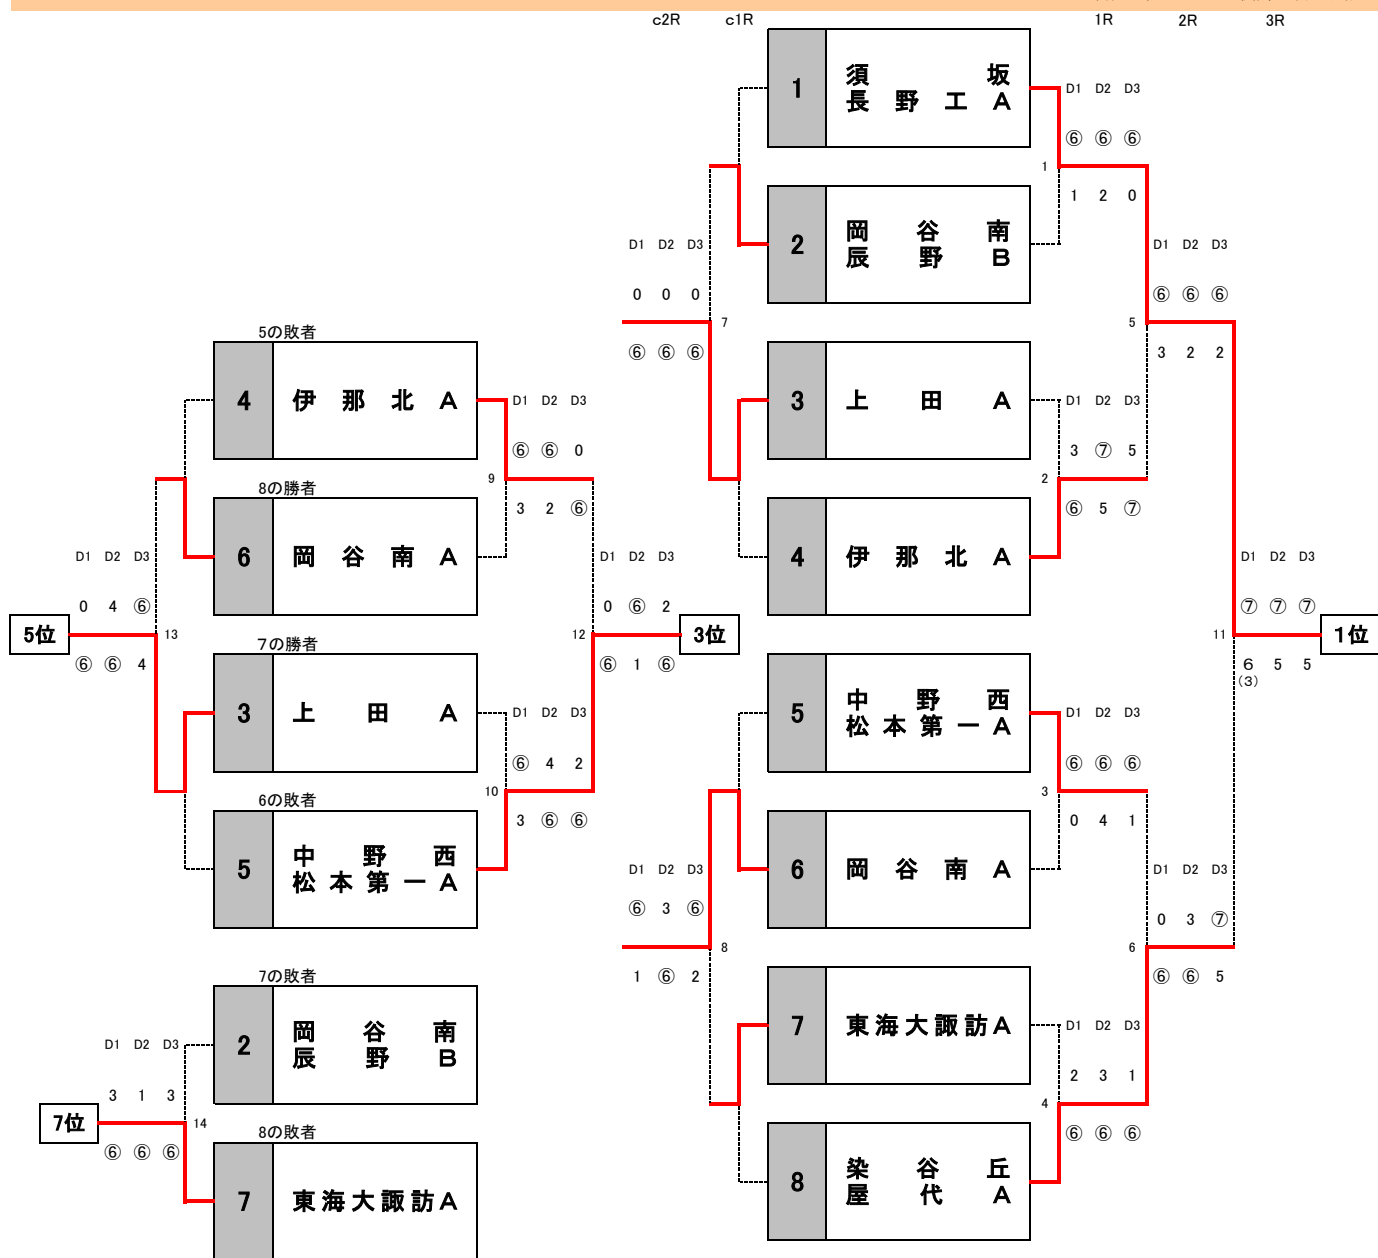 c2R c1R 1R 2R 3R
1 須坂
長野工A
D1 D2 D3
⑥ ⑥ ⑥
1
1 2 0
2 岡谷南
辰野B
D1 D2 D3
0 0 0
7
⑥ ⑥ ⑥
D1 D2 D3
⑥ ⑥ ⑥
5
3 2 2
3 上田A
D1 D2 D3
3 ⑦ 5
2
⑥ 5 ⑦
4 伊那北A
D1 D2 D3
⑦ ⑦ ⑦
11
1位
6 5 5
(3)
5 中野西
松本第一A
D1 D2 D3
⑥ ⑥ ⑥
3
0 4 1
6 岡谷南A
D1 D2 D3
⑥ 3 ⑥
8
1 ⑥ 2
D1 D2 D3
0 3 ⑦
6
⑥ ⑥ 5
7 東海大諏訪A
D1 D2 D3
2 3 1
4
⑥ ⑥ ⑥
8 染谷丘
屋代A
5の敗者
4 伊那北A
D1 D2 D3
⑥ ⑥ 0
9
3 2 ⑥
8の勝者
6 岡谷南A
D1 D2 D3
0 4 ⑥
5位
13
⑥ ⑥ 4
D1 D2 D3
0 ⑥ 2
12
3位
⑥ 1 ⑥
7の勝者
3 上田A
D1 D2 D3
⑥ 4 2
10
3 ⑥ ⑥
6の敗者
5 中野西
松本第一A
7の敗者
2 岡谷南
辰野B
D1 D2 D3
3 1 3
7位
14
⑥ ⑥ ⑥
8の敗者
7 東海大諏訪A